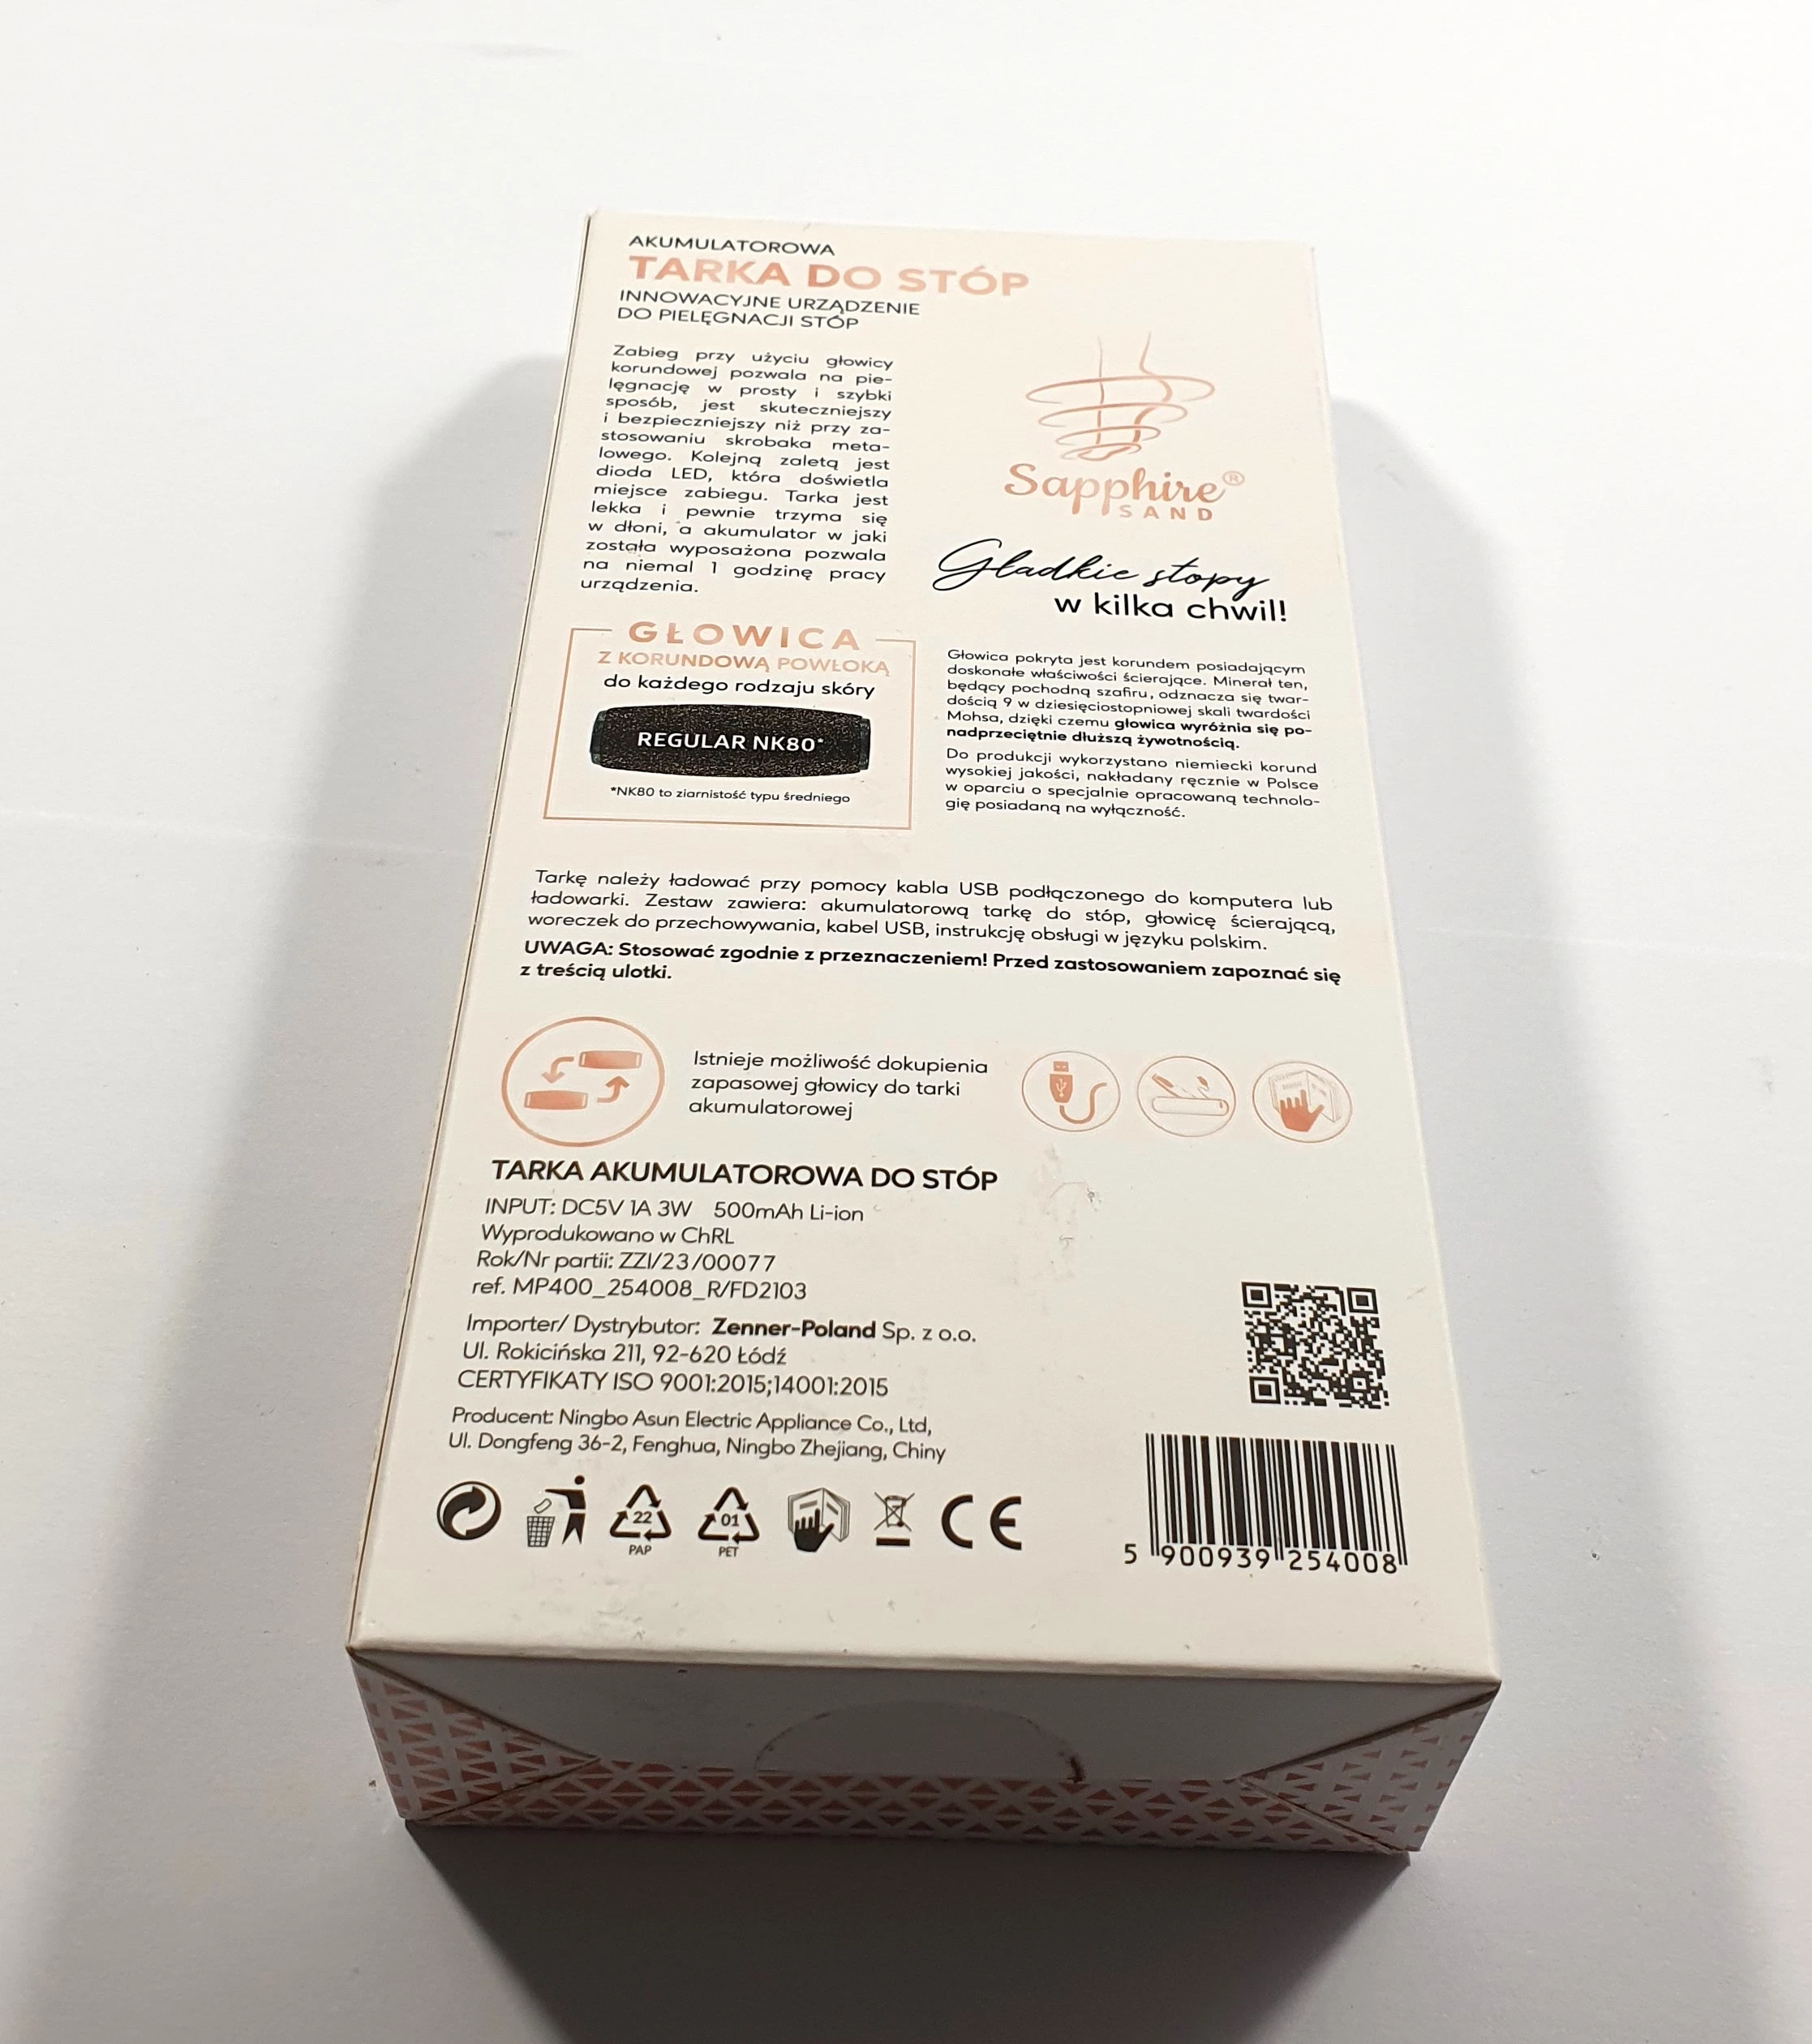 AKUMULATOROWA
TARKA DO STÓP
INNOWACYJNE URZĄDZENIE
DO PIELĘGNACJI STÓP
Zabieg przy użyciu głowicy
korundowej pozwala na pie-
lęgnację w prosty i szybki
sposób, jest skuteczniejszy
i bezpieczniejszy niż przy za-
stosowaniu skrobaka meta-
lowego. Kolejną zaletą jest
dioda LED, która doświetla
miejsce zabiegu. Tarka jest
lekka i pewnie trzyma się
w dłoni, a akumulator w jaki
została wyposażona pozwala
na niemal 1 godzinę pracy
urządzenia.
Sapphire®
SAND
Gładkie stopy
w kilka chwil!
GŁOWICA
Z KORUNDOWĄ POWŁOKĄ
do każdego rodzaju skóry
REGULAR NK80*
*NK80 to ziarnistość typu średniego
Głowica pokryta jest korundem posiadającym
doskonałe właściwości ścierające. Minerał ten,
będący pochodną szafiru, odznacza się twar-
dością 9 w dziesięciostopniowej skali twardości
Mohsa, dzięki czemu głowica wyróżnia się po-
nadprzeciętnie dłuższą żywotnością.
Do produkcji wykorzystano niemiecki korund
wysokiej jakości, nakładany ręcznie w Polsce
w oparciu o specjalnie opracowaną technolo-
gię posiadaną na wyłączność.
Tarkę należy ładować przy pomocy kabla USB podłączonego do komputera lub
ładowarki. Zestaw zawiera: akumulatorową tarkę do stóp, głowicę ścierającą,
woreczek do przechowywania, kabel USB, instrukcję obsługi w języku polskim.
UWAGA: Stosować zgodnie z przeznaczeniem! Przed zastosowaniem zapoznać się
z treścią ulotki.
Istnieje możliwość dokupienia
zapasowej głowicy do tarki
akumulatorowej
TARKA AKUMULATOROWA DO STÓP
INPUT: DC5V 1A 3W 500mAh Li-ion
Wyprodukowano w ChRL
Rok/Nr partii: ZZI/23/00077
ref. MP400_254008_R/FD2103
Importer/ Dystrybutor: Zenner-Poland Sp. z o.o.
Ul. Rokicińska 211, 92-620 Łódź
CERTYFIKATY ISO 9001:2015;14001:2015
Producent: Ningbo Asun Electric Appliance Co., Ltd,
Ul. Dongfeng 36-2, Fenghua, Ningbo Zhejiang, Chiny
22
PAP
01
PET
CE
5 900939 254008